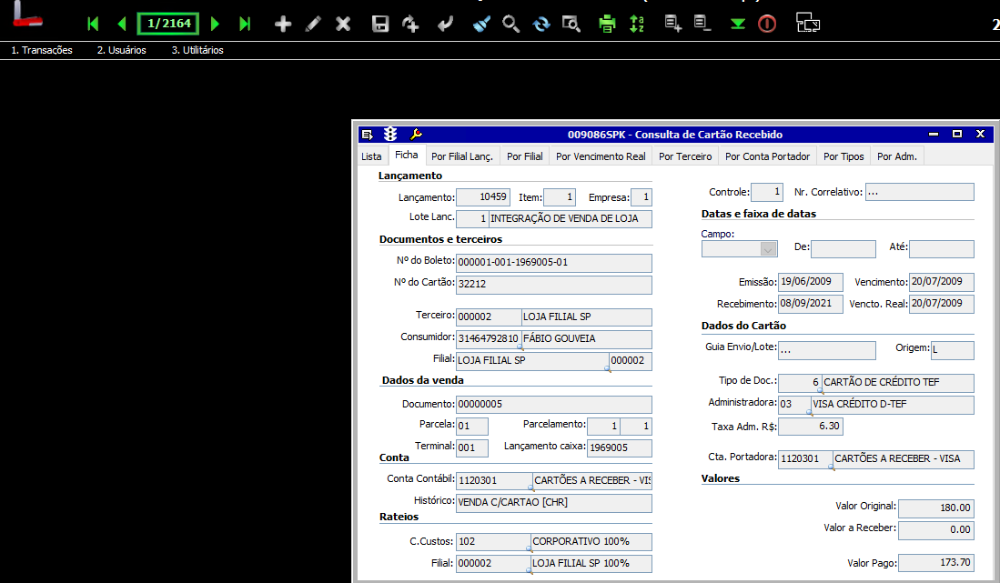 1/2164
1. Transações 2. Usuários 3. Utilitários
009086SPK - Consulta de Cartão Recebido
Lista Ficha Por Filial Lanç. Por Filial Por Vencimento Real Por Terceiro Por Conta Portador Por Tipos Por Adm.
Lançamento
Lançamento: 10459 Item: 1 Empresa: 1
Lote Lanc. 1 INTEGRAÇÃO DE VENDA DE LOJA
Documentos e terceiros
Nº do Boleto: 000001-001-1969005-01
Nº do Cartão: 32212
Terceiro: 000002 LOJA FILIAL SP
Consumidor: 31464792810 FÁBIO GOUVEIA
Filial: LOJA FILIAL SP 000002
Dados da venda
Documento: 00000005
Parcela: 01 Parcelamento: 1 1
Terminal: 001 Lançamento caixa: 1969005
Conta
Conta Contábil: 1120301 CARTÕES A RECEBER - VIS
Histórico: VENDA C/CARTAO [CHR]
Rateios
C.Custos: 102 CORPORATIVO 100%
Filial: 000002 LOJA FILIAL SP 100%
Controle: 1 Nr. Correlativo: ...
Datas e faixa de datas
Campo:
De: Até:
Emissão: 19/06/2009 Vencimento: 20/07/2009
Recebimento: 08/09/2021 Vencto. Real: 20/07/2009
Dados do Cartão
Guia Envio/Lote: ... Origem: L
Tipo de Doc.: 6 CARTÃO DE CRÉDITO TEF
Administradora: 03 VISA CRÉDITO D-TEF
Taxa Adm. R$: 6.30
Cta. Portadora: 1120301 CARTÕES A RECEBER - VISA
Valores
Valor Original: 180.00
Valor a Receber: 0.00
Valor Pago: 173.70